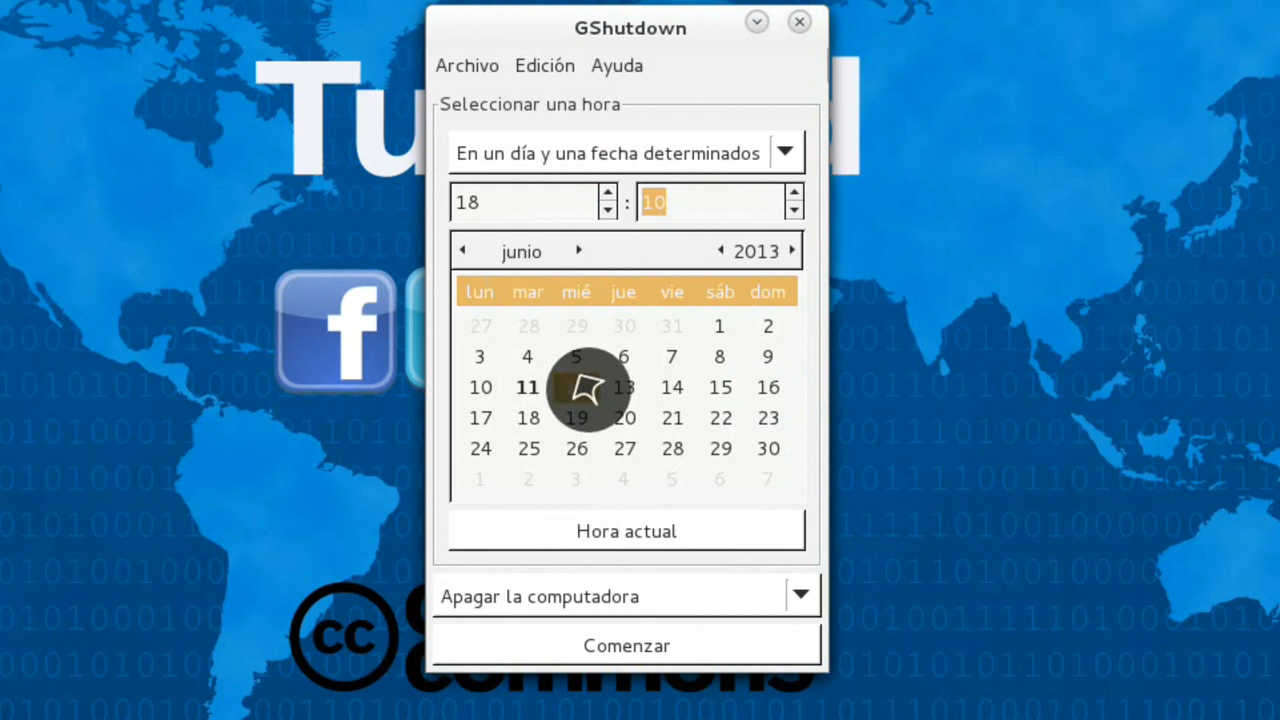 GShutdown
Archivo Edición Ayuda
Seleccionar una hora
En un día y una fecha determinados
18 : 10
junio 2013
lun mar mié jue vie sáb dom
27 28 29 30 31 1 2
3 4 5 6 7 8 9
10 11 13 14 15 16
17 18 19 20 21 22 23
24 25 26 27 28 29 30
1 2 3 4 5 6 7
Hora actual
Apagar la computadora
Comenzar
Tu
f
cc